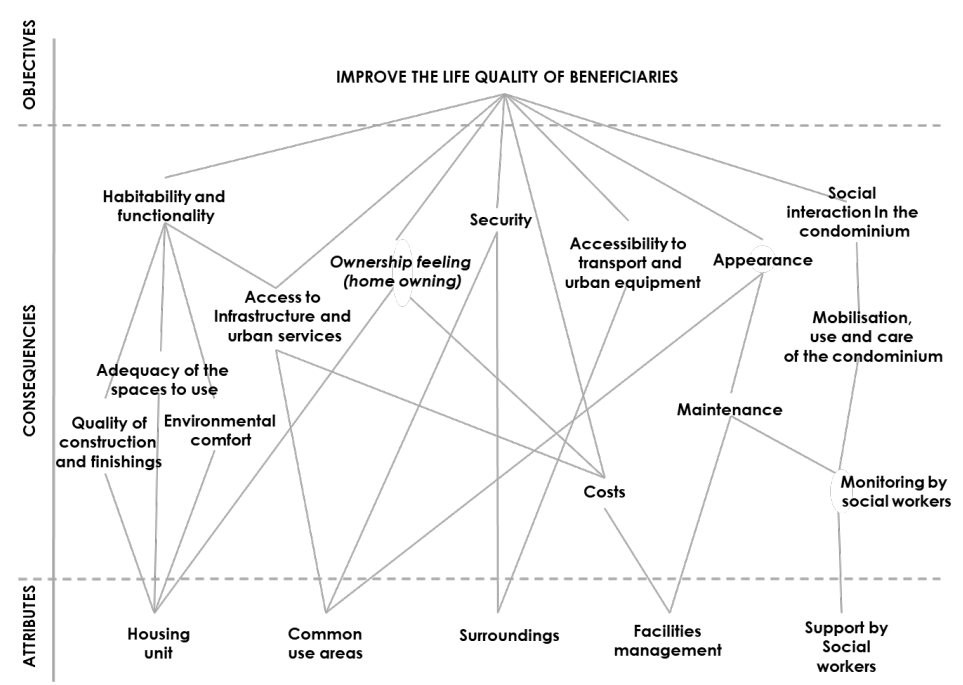 OBJECTIVES
IMPROVE THE LIFE QUALITY OF BENEFICIARIES
CONSEQUENCIES
Habitability and
functionality
Security
Social
interaction In the
condominium
Ownership feeling
(home owning)
Accessibility to
transport and
urban equipment
Appearance
Access to
Infrastructure and
urban services
Mobilisation,
use and care
of the condominium
Adequacy of the
spaces to use
Quality of
construction
and finishings
Environmental
comfort
Maintenance
Costs
Monitoring by
social workers
ATTRIBUTES
Housing
unit
Common
use areas
Surroundings
Facilities
management
Support by
Social
workers